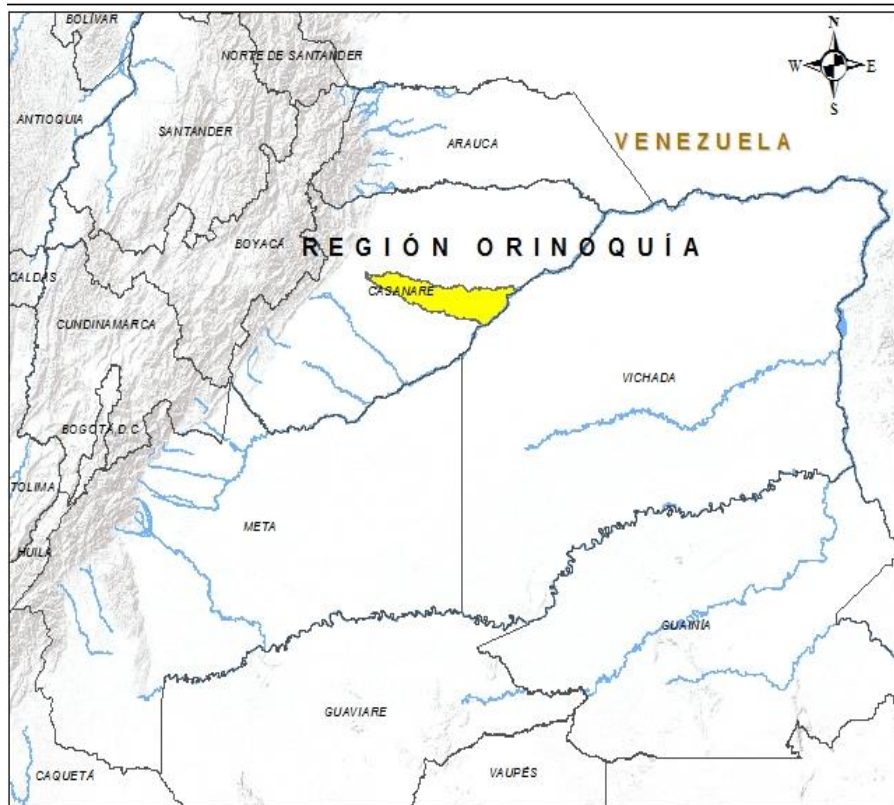 BOLÍVAR
N
NORTE DE SANTANDER
W E
S
ANTIOQUIA
SANTANDER
ARAUCA
VENEZUELA
BOYACÁ
REGIÓN ORINOQUÍA
CALDAS
CASANARE
CUNDINAMARCA
VICHADA
BOGOTÁ D.C
TOLIMA
META
HUILA
GUAINÍA
GUAVIARE
CAQUETÁ
VAUPÉS